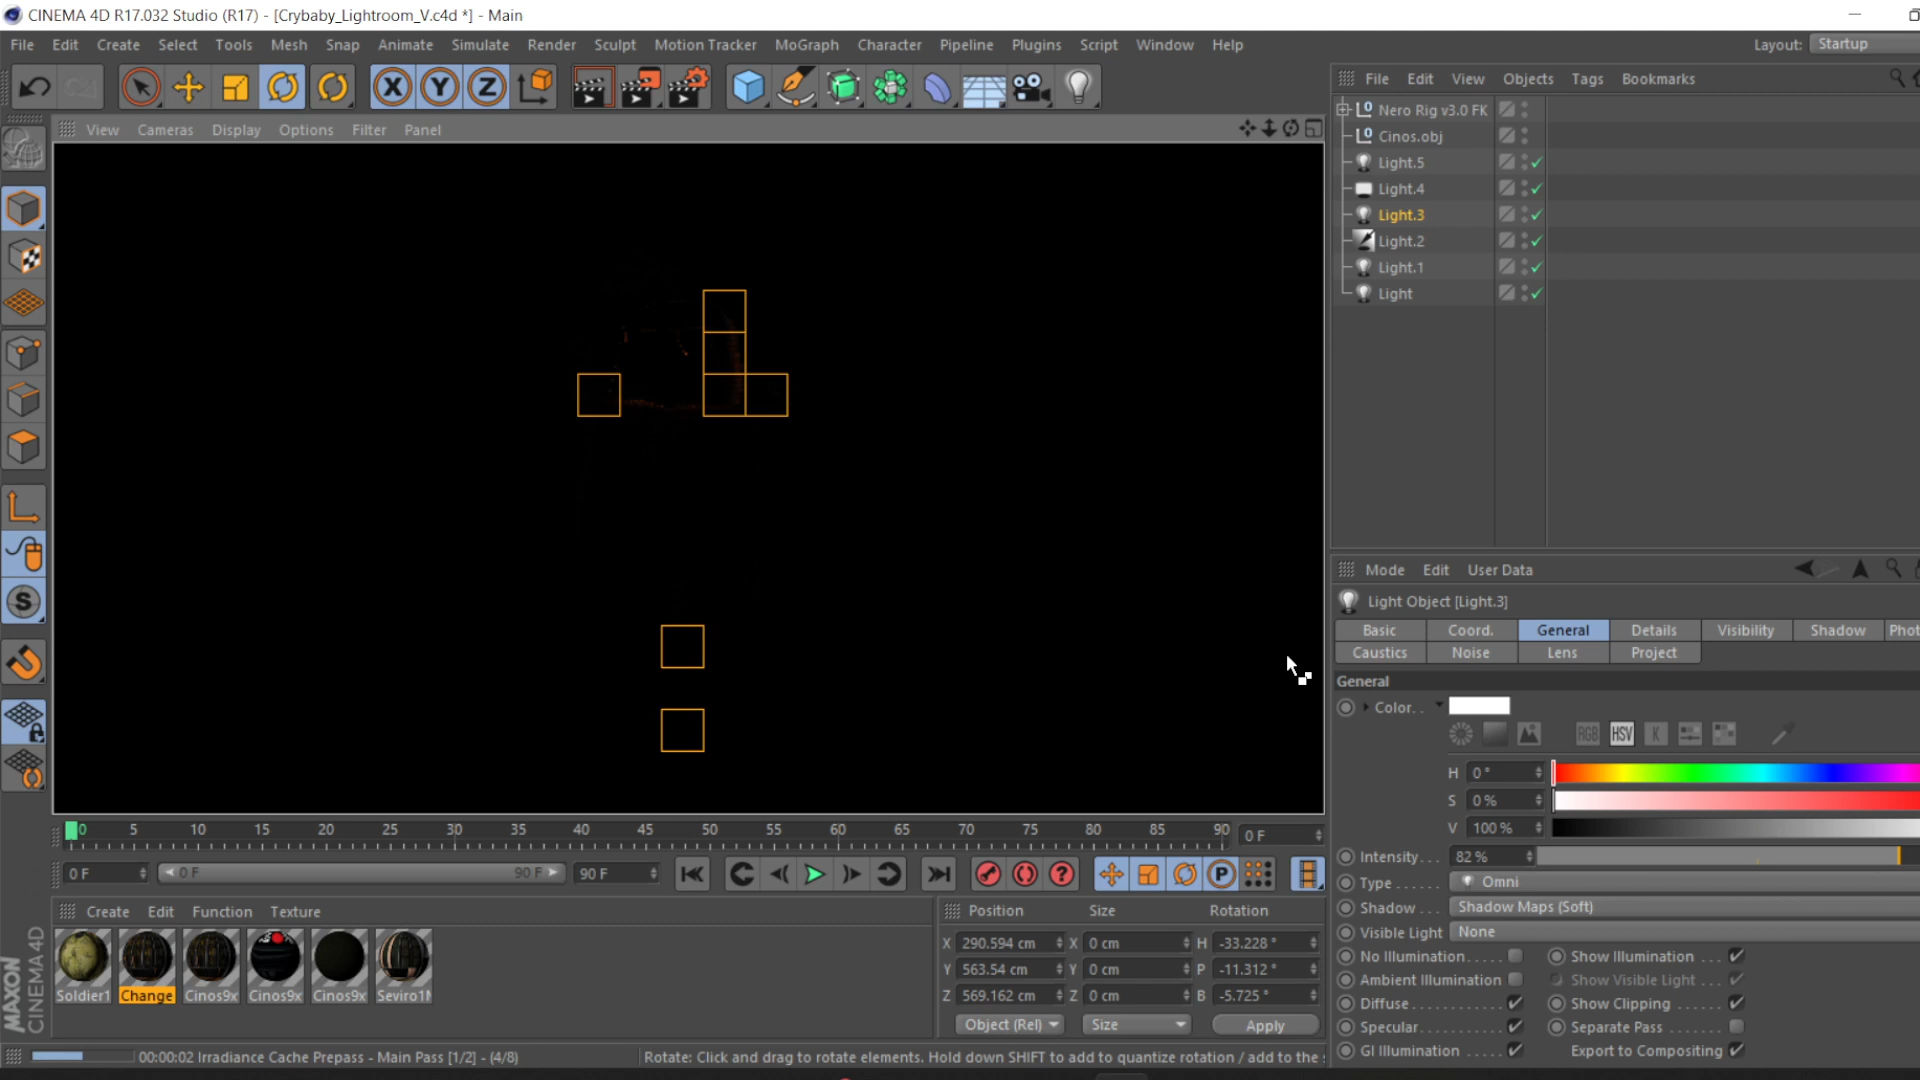 CINEMA 4D R17.032 Studio (R17) - [Crybaby_Lightroom_V.c4d *] - Main
File Edit Create Select Tools Mesh Snap Animate Simulate Render Sculpt Motion Tracker MoGraph Character Pipeline Plugins Script Window Help
Layout: Startup
X Y Z
File Edit View Objects Tags Bookmarks
View Cameras Display Options Filter Panel
Nero Rig v3.0 FK
Cinos.obj
Light.5
Light.4
Light.3
Light.2
Light.1
Light
Mode Edit User Data
Light Object [Light.3]
Basic Coord. General Details Visibility Shadow Phot
Caustics Noise Lens Project
General
Color. .
RGB HSV K
H 0 °
S 0 %
V 100 %
Intensity. . . 82 %
Type . . . . . . Omni
Shadow . . . Shadow Maps (Soft)
Visible Light None
No Illumination. . . . . Show Illumination . . .
Ambient Illumination Show Visible Light . . .
Diffuse. . . . . . . . . . . . Show Clipping . . . . . . .
Specular. . . . . . . . . . . Separate Pass . . . . . . .
GI Illumination . . . . . Export to Compositing
0 5 10 15 20 25 30 35 40 45 50 55 60 65 70 75 80 85 90 0 F
0 F 0 F 90 F 90 F
P
Create Edit Function Texture
Soldier1 Change Cinos9x Cinos9x Cinos9x Seviro1M
Position Size Rotation
X 290.594 cm X 0 cm H -33.228 °
Y 563.54 cm Y 0 cm P -11.312 °
Z 569.162 cm Z 0 cm B -5.725 °
Object (Rel) Size Apply
MAXON
CINEMA 4D
00:00:02 Irradiance Cache Prepass - Main Pass [1/2] - (4/8)
Rotate: Click and drag to rotate elements. Hold down SHIFT to add to quantize rotation / add to the s